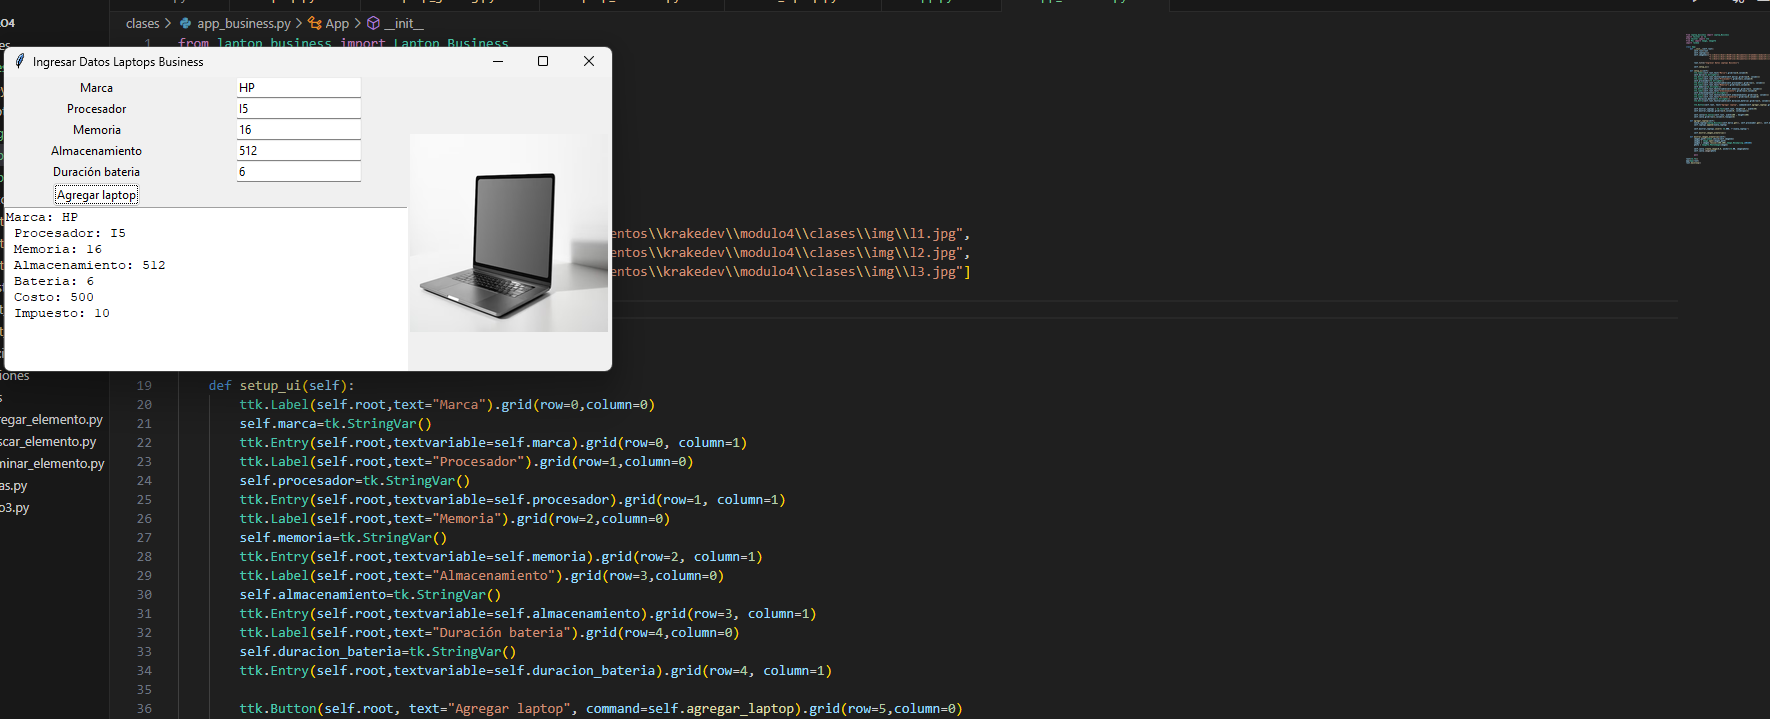 clases > app_business.py > App > __init__
1 from laptop_business import Laptop_Business
Ingresar Datos Laptops Business
Marca HP
Procesador I5
Memoria 16
Almacenamiento 512
Duración bateria 6
Agregar laptop
Marca: HP
Procesador: I5
Memoria: 16
Almacenamiento: 512
Bateria: 6
Costo: 500
Impuesto: 10
entos\\krakedev\\modulo4\\clases\\img\\l1.jpg",
entos\\krakedev\\modulo4\\clases\\img\\l2.jpg",
entos\\krakedev\\modulo4\\clases\\img\\l3.jpg"]
iones
regar_elemento.py
scar_elemento.py
minar_elemento.py
as.py
o3.py
19 def setup_ui(self):
20 ttk.Label(self.root,text="Marca").grid(row=0,column=0)
21 self.marca=tk.StringVar()
22 ttk.Entry(self.root,textvariable=self.marca).grid(row=0, column=1)
23 ttk.Label(self.root,text="Procesador").grid(row=1,column=0)
24 self.procesador=tk.StringVar()
25 ttk.Entry(self.root,textvariable=self.procesador).grid(row=1, column=1)
26 ttk.Label(self.root,text="Memoria").grid(row=2,column=0)
27 self.memoria=tk.StringVar()
28 ttk.Entry(self.root,textvariable=self.memoria).grid(row=2, column=1)
29 ttk.Label(self.root,text="Almacenamiento").grid(row=3,column=0)
30 self.almacenamiento=tk.StringVar()
31 ttk.Entry(self.root,textvariable=self.almacenamiento).grid(row=3, column=1)
32 ttk.Label(self.root,text="Duración bateria").grid(row=4,column=0)
33 self.duracion_bateria=tk.StringVar()
34 ttk.Entry(self.root,textvariable=self.duracion_bateria).grid(row=4, column=1)
35
36 ttk.Button(self.root, text="Agregar laptop", command=self.agregar_laptop).grid(row=5,column=0)